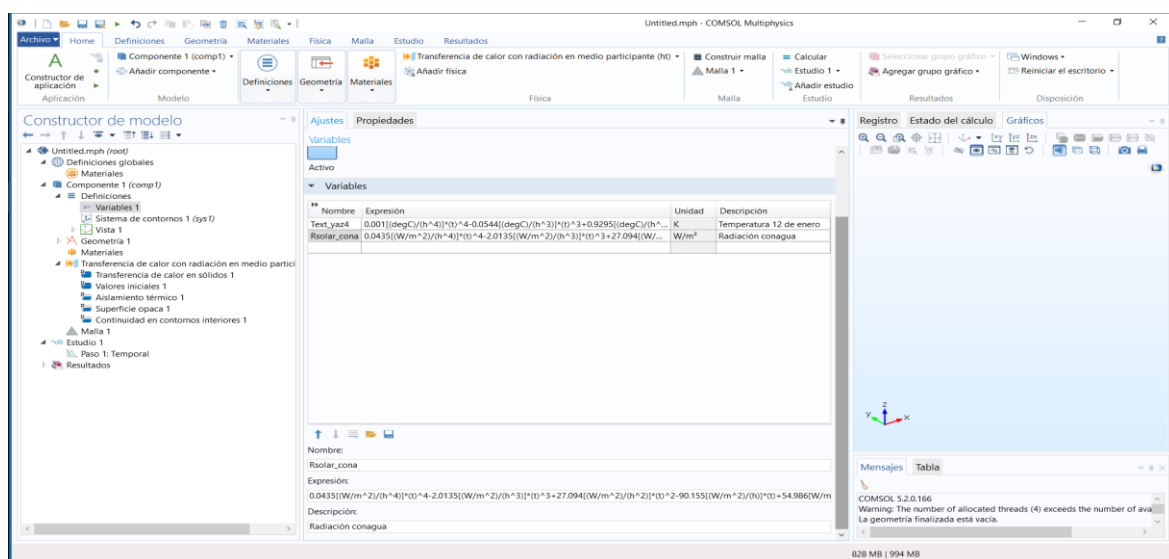 Untitled.mph - COMSOL Multiphysics
Archivo Home Definiciones Geometría Materiales Física Malla Estudio Resultados
Constructor de aplicación
Componente 1 (comp1)
Añadir componente
Definiciones Geometría Materiales
Transferencia de calor con radiación en medio participante (ht)
Añadir física
Construir malla
Malla 1
Calcular
Estudio 1
Añadir estudio
Seleccionar grupo gráfico
Agregar grupo gráfico
Windows
Reiniciar el escritorio
Aplicación Modelo Física Malla Estudio Resultados Disposición
Constructor de modelo
Untitled.mph (root)
Definiciones globales
Materiales
Componente 1 (comp1)
Definiciones
Variables 1
Sistema de contornos 1 (sys1)
Vista 1
Geometría 1
Materiales
Transferencia de calor con radiación en medio partici
Transferencia de calor en sólidos 1
Valores iniciales 1
Aislamiento térmico 1
Superficie opaca 1
Continuidad en contornos interiores 1
Malla 1
Estudio 1
Paso 1: Temporal
Resultados
Ajustes Propiedades
Variables
Activo
Variables
Nombre Expresión Unidad Descripción
Text_yaz4 0.001[(degC)/(h^4)]*(t)^4-0.0544[(degC)/(h^3)]*(t)^3+0.9295[(degC)/(h^... K Temperatura 12 de enero
Rsolar_cona 0.0435[(W/m^2)/(h^4)]*(t)^4-2.0135[(W/m^2)/(h^3)]*(t)^3+27.094[(W/... W/m² Radiación conagua
Nombre:
Rsolar_cona
Expresión:
0.0435[(W/m^2)/(h^4)]*(t)^4-2.0135[(W/m^2)/(h^3)]*(t)^3+27.094[(W/m^2)/(h^2)]*(t)^2-90.155[(W/m^2)/(h)]*(t)+54.986[W/m
Descripción:
Radiación conagua
Registro Estado del cálculo Gráficos
z
y x
Mensajes Tabla
COMSOL 5.2.0.166
Warning: The number of allocated threads (4) exceeds the number of ava
La geometría finalizada está vacía.
828 MB | 994 MB